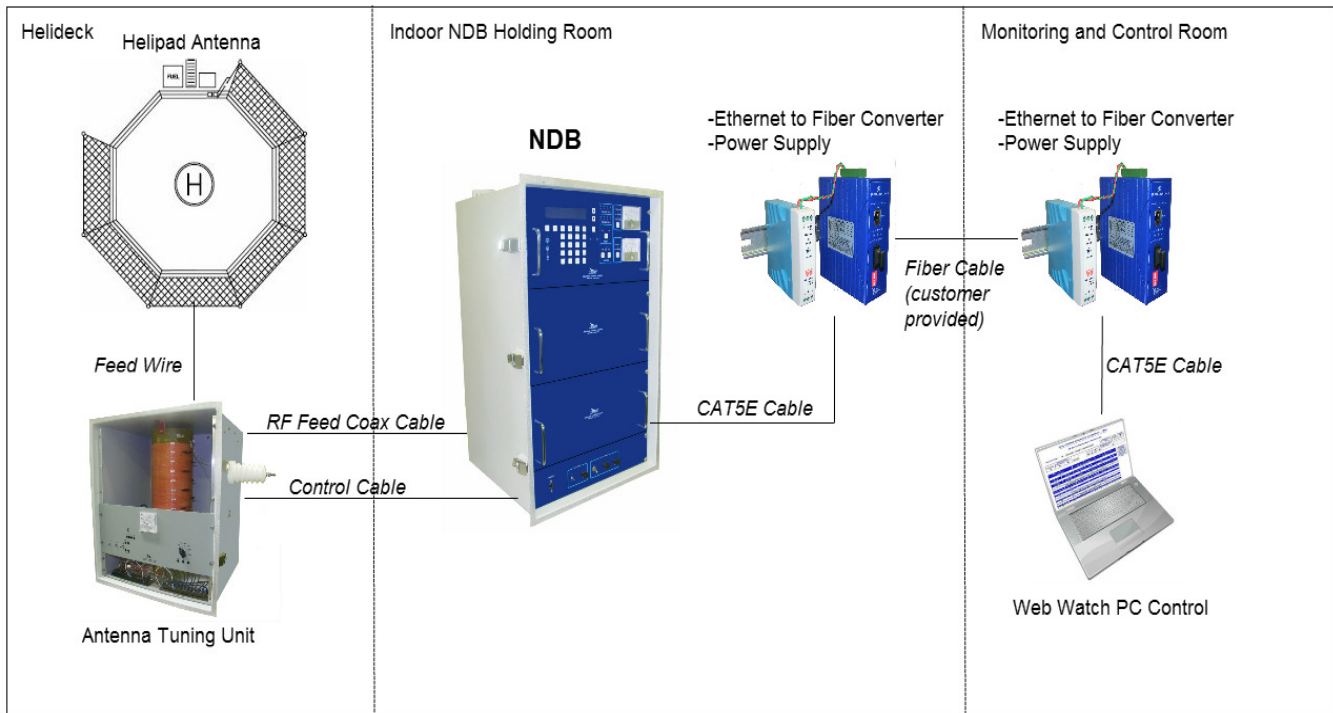 Helideck
Helipad Antenna
FUEL
H
Feed Wire
Antenna Tuning Unit
Indoor NDB Holding Room
NDB
-Ethernet to Fiber Converter
-Power Supply
RF Feed Coax Cable
Control Cable
CAT5E Cable
Fiber Cable
(customer
provided)
Monitoring and Control Room
-Ethernet to Fiber Converter
-Power Supply
CAT5E Cable
Web Watch PC Control